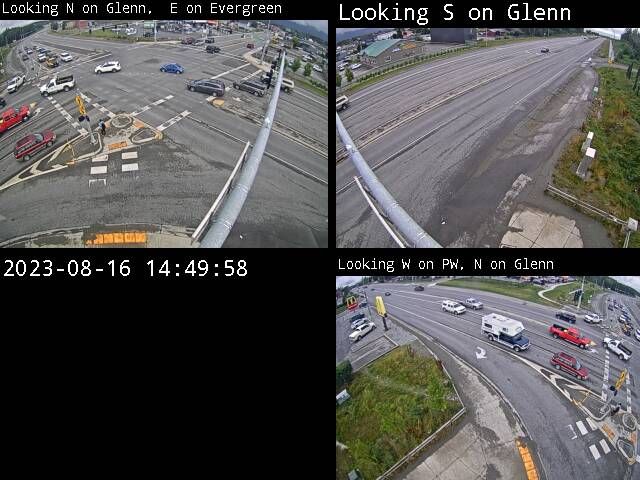 Looking N on Glenn, E on Evergreen
Looking S on Glenn
2023-08-16 14:49:58
Looking W on PW, N on Glenn